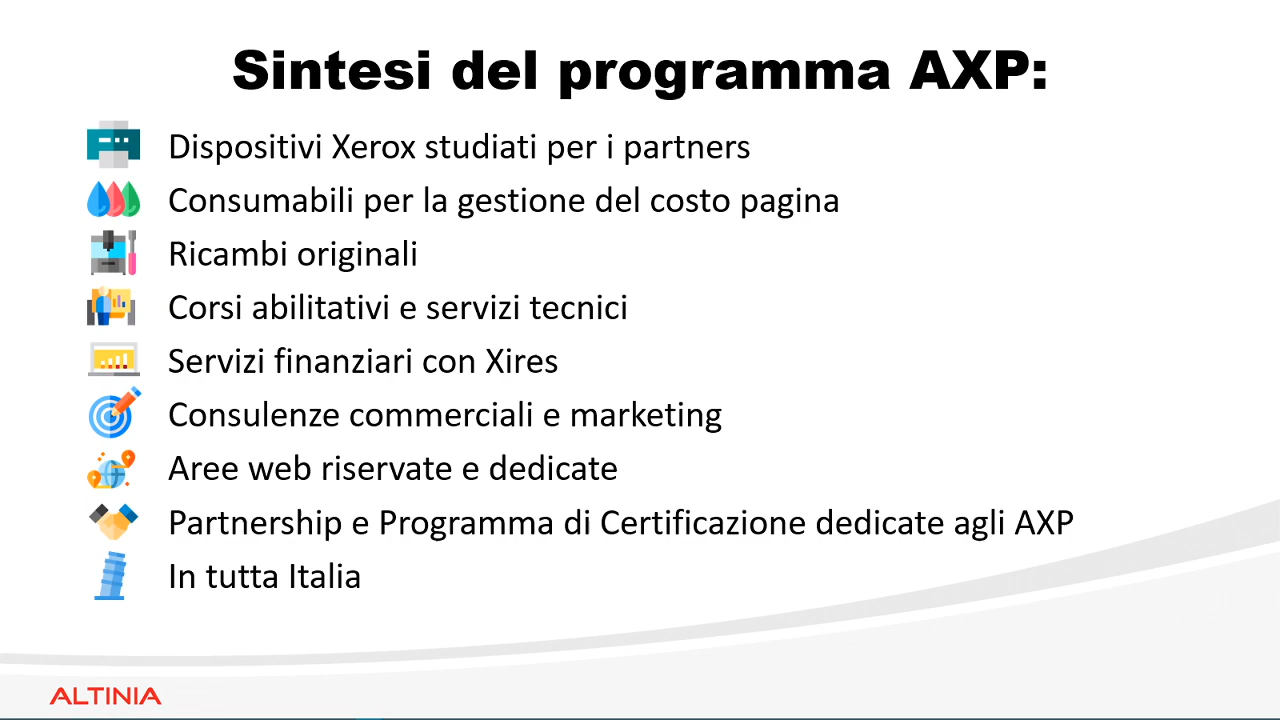 Sintesi del programma AXP:
Dispositivi Xerox studiati per i partners
Consumabili per la gestione del costo pagina
Ricambi originali
Corsi abilitativi e servizi tecnici
Servizi finanziari con Xires
Consulenze commerciali e marketing
Aree web riservate e dedicate
Partnership e Programma di Certificazione dedicate agli AXP
In tutta Italia
ALTINIA